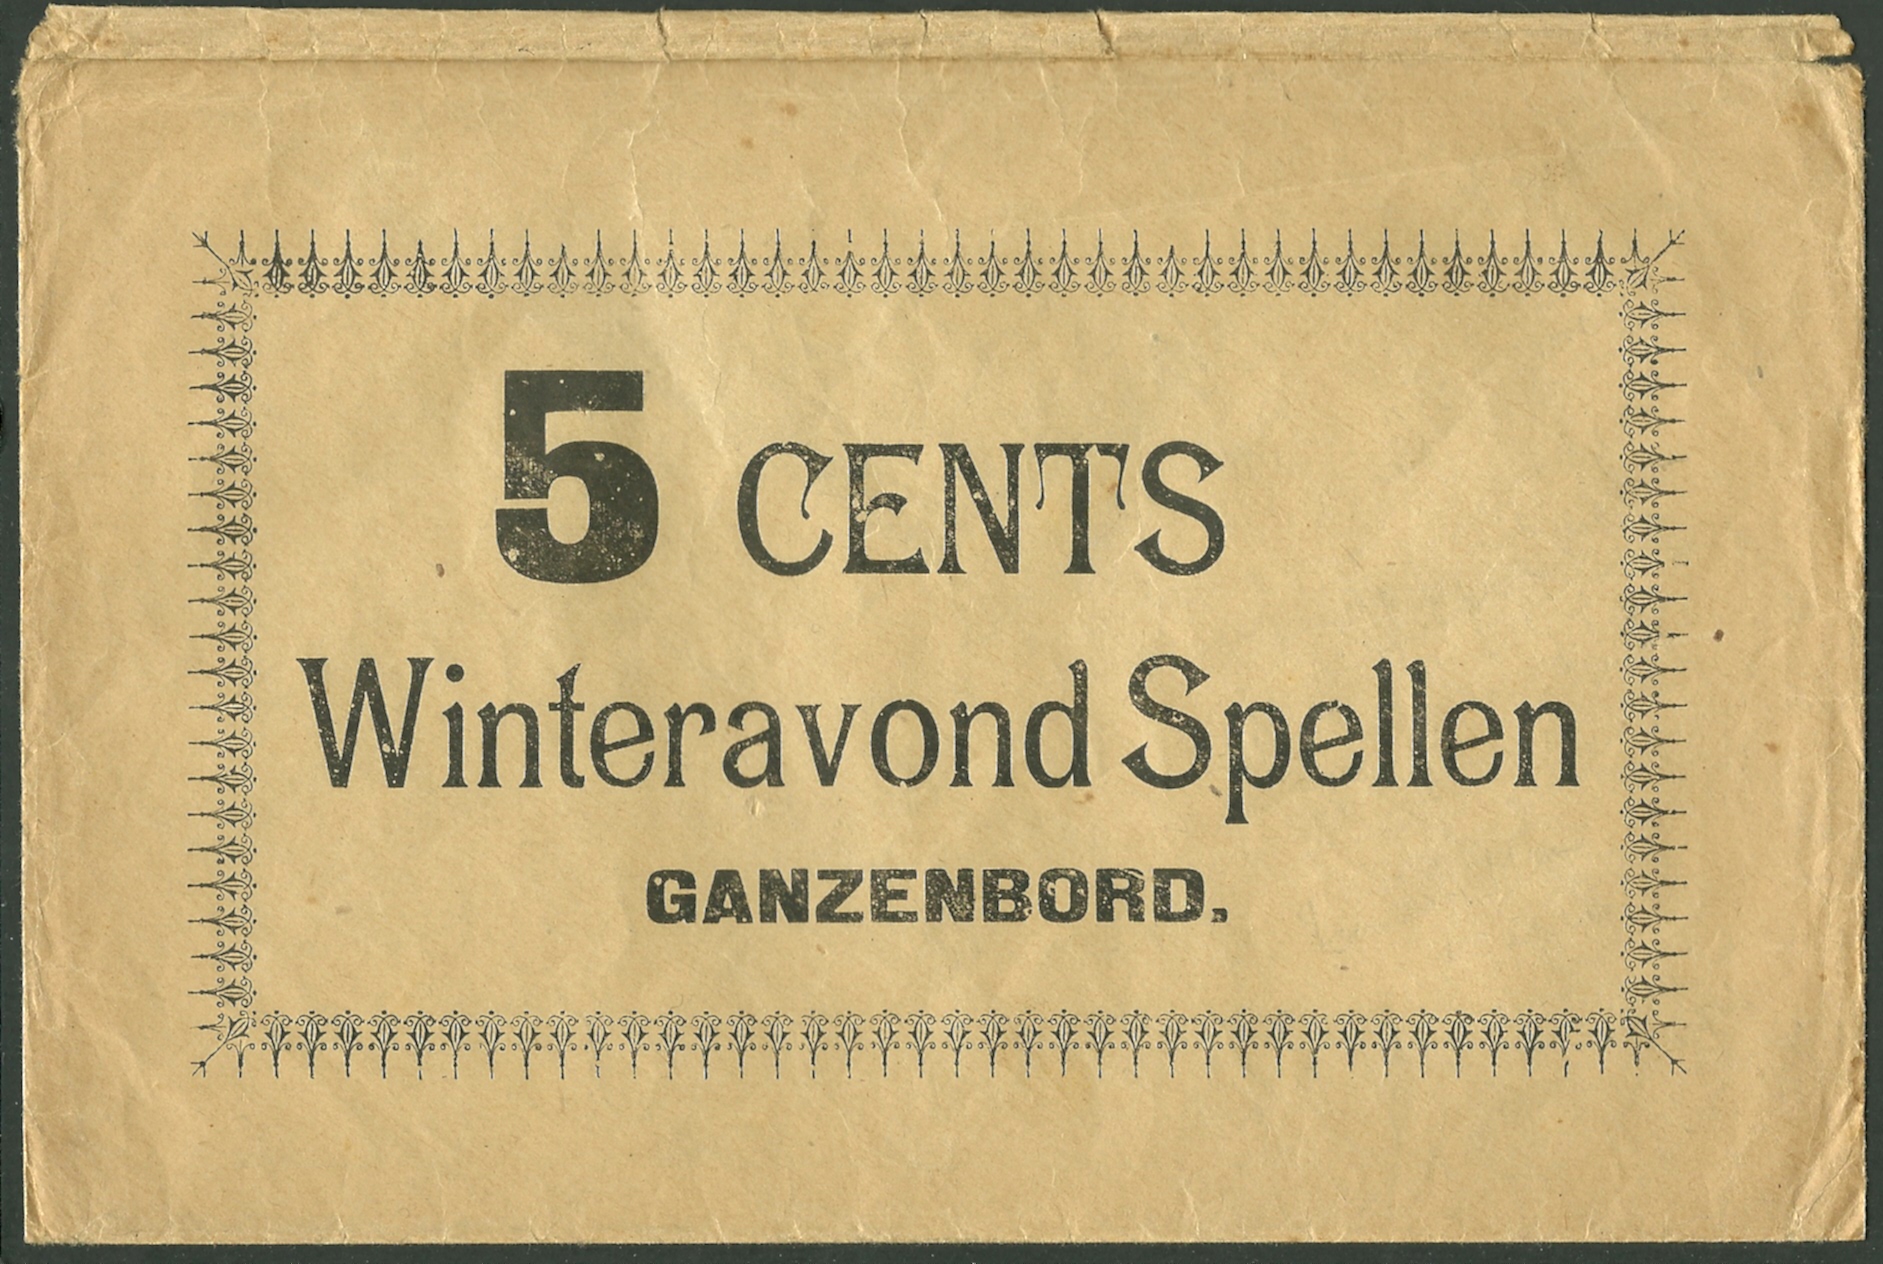 5 CENTS
Winteravond Spellen
GANZENBORD.